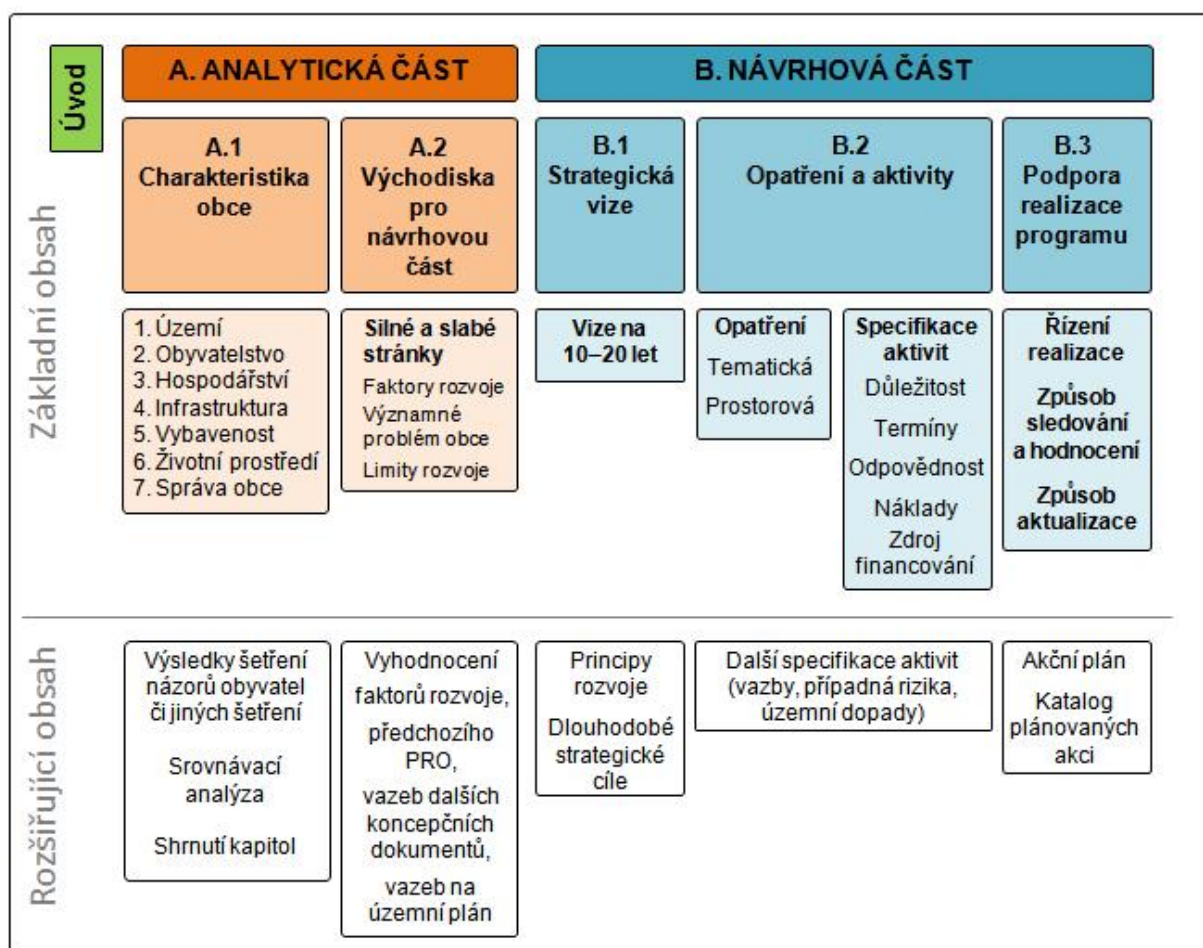 Úvod
A. ANALYTICKÁ ČÁST
B. NÁVRHOVÁ ČÁST
Základní obsah
A.1
Charakteristika
obce
A.2
Východiska
pro
návrhovou
část
B.1
Strategická
vize
B.2
Opatření a aktivity
B.3
Podpora
realizace
programu
1. Území
2. Obyvatelstvo
3. Hospodářství
4. Infrastruktura
5. Vybavenost
6. Životní prostředí
7. Správa obce
Silné a slabé
stránky
Faktory rozvoje
Významné
problém obce
Limity rozvoje
Vize na
10–20 let
Opatření
Tematická
Prostorová
Specifikace
aktivit
Důležitost
Termíny
Odpovědnost
Náklady
Zdroj
financování
Řízení
realizace
Způsob
sledování
a hodnocení
Způsob
aktualizace
Rozšiřující obsah
Výsledky šetření
názorů obyvatel
či jiných šetření
Srovnávací
analýza
Shrnutí kapitol
Vyhodnocení
faktorů rozvoje,
předchozího
PRO,
vazeb dalších
koncepčních
dokumentů,
vazeb na
územní plán
Principy
rozvoje
Dlouhodobé
strategické
cíle
Další specifikace aktivit
(vazby, případná rizika,
územní dopady)
Akční plán
Katalog
plánovaných
akci